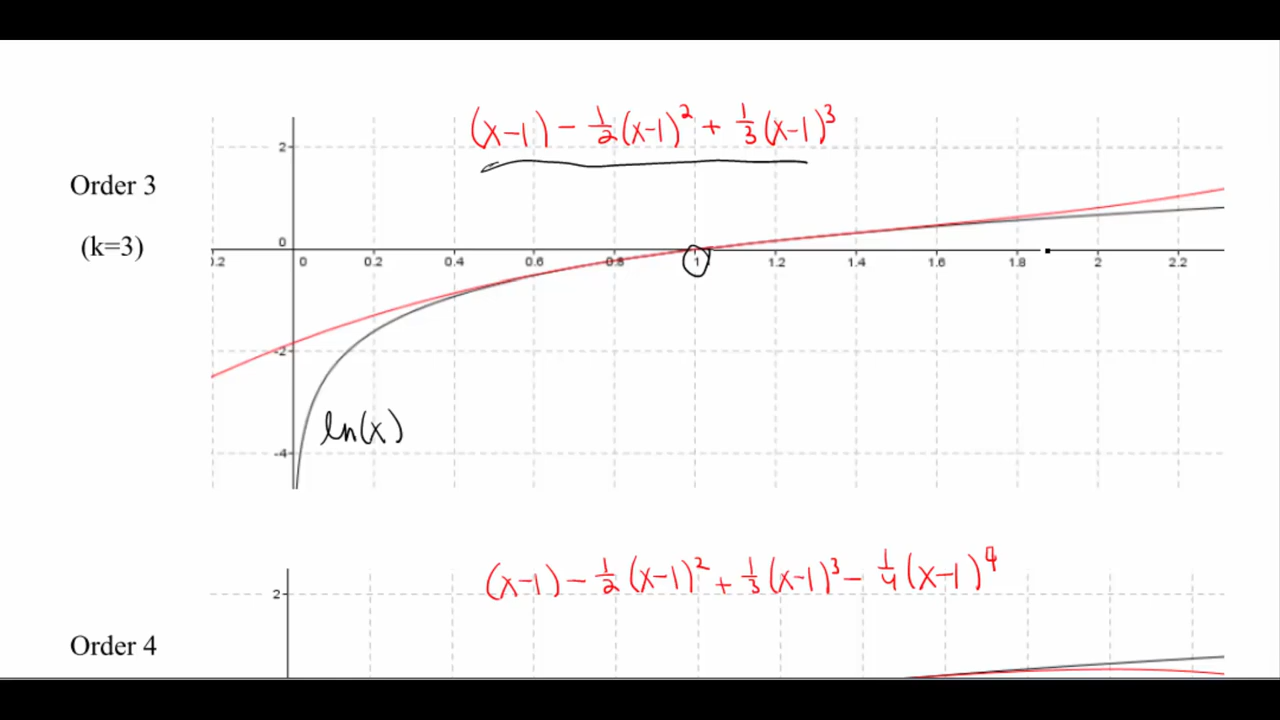 (x-1) - 1/2(x-1)² + 1/3(x-1)³
2
Order 3
(k=3)
0
0.2 0 0.2 0.4 0.6 0.8 1 1.2 1.4 1.6 1.8 2 2.2
-2
ln(x)
-4
(x-1) - 1/2(x-1)² + 1/3(x-1)³ - 1/4(x-1)⁴
2
Order 4